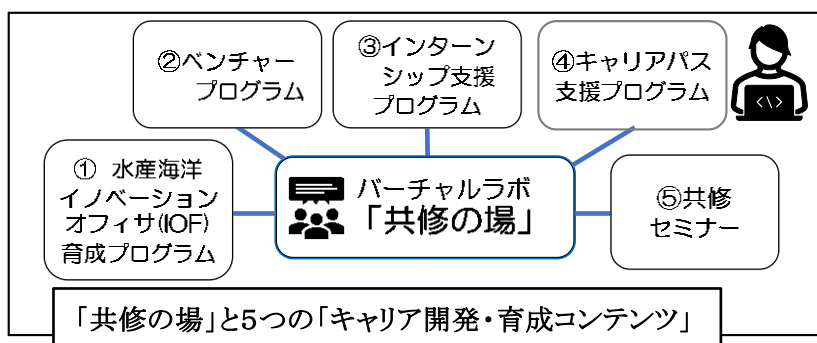 ②ベンチャー
プログラム
③インターン
シップ支援
プログラム
④キャリアパス
支援プログラム
① 水産海洋
イノベーション
オフィサ(IOF)
育成プログラム
バーチャルラボ
「共修の場」
⑤共修
セミナー
「共修の場」と5つの「キャリア開発・育成コンテンツ」